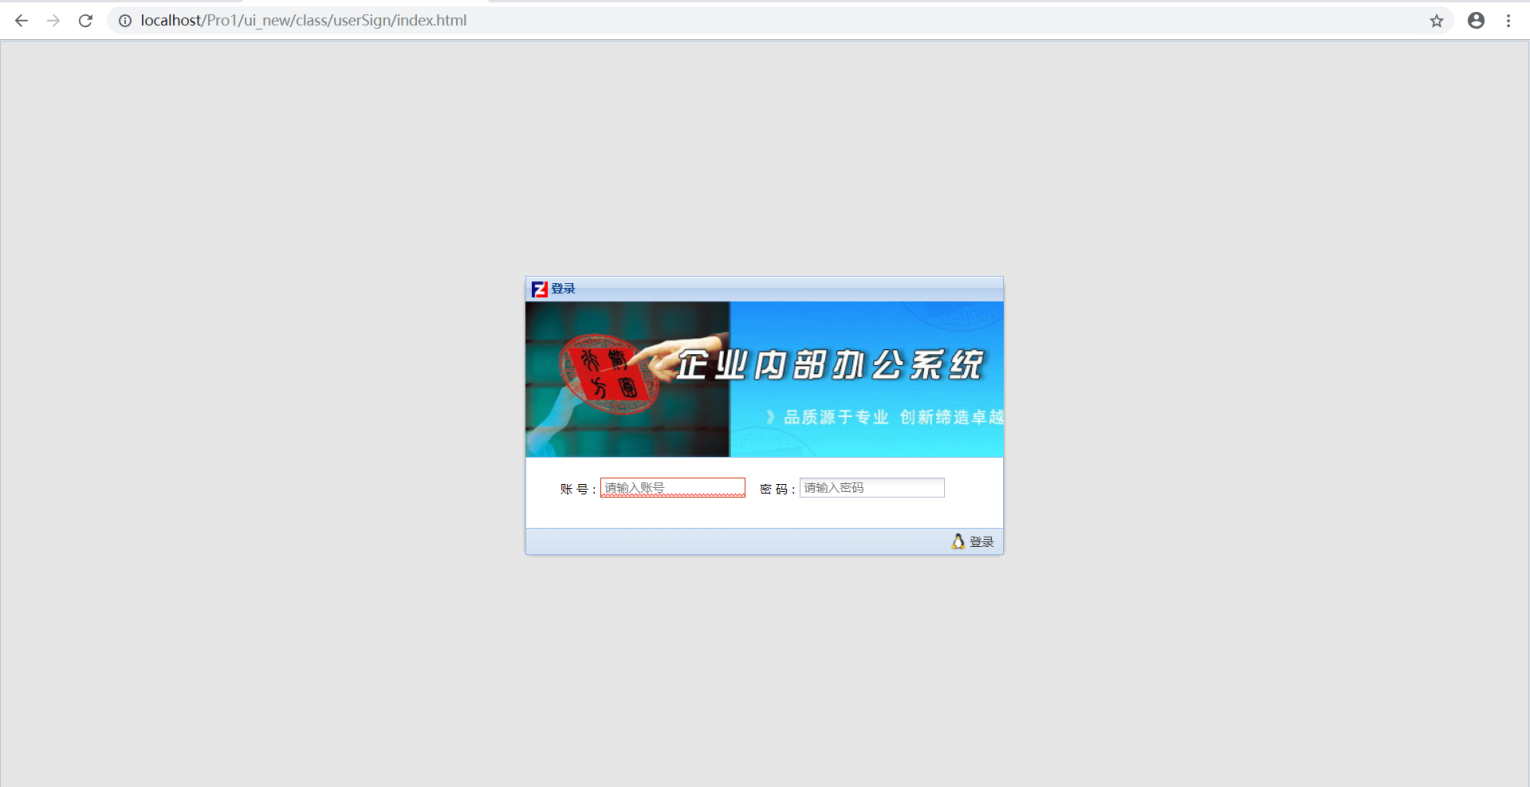 localhost/Pro1/ui_new/class/userSign/index.html
登录
企业内部办公系统
》品质源于专业 创新缔造卓越
账 号 : 请输入账号 密 码 : 请输入密码
登录